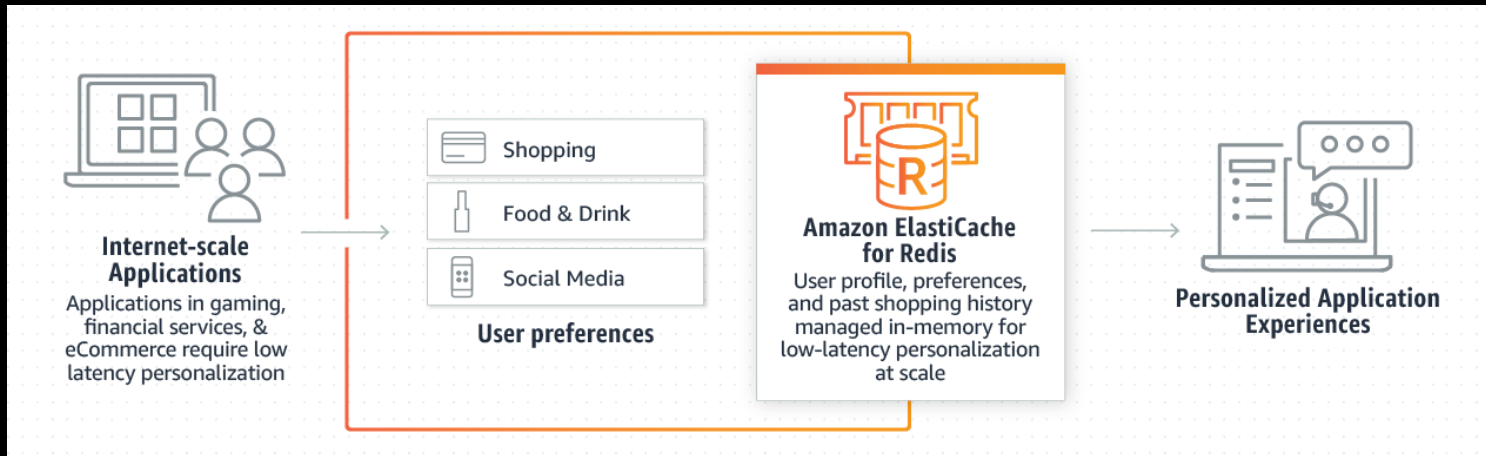 Internet-scale
Applications
Applications in gaming,
financial services, &
eCommerce require low
latency personalization
Shopping
Food & Drink
Social Media
User preferences
R
Amazon ElastiCache
for Redis
User profile, preferences,
and past shopping history
managed in-memory for
low-latency personalization
at scale
Personalized Application
Experiences